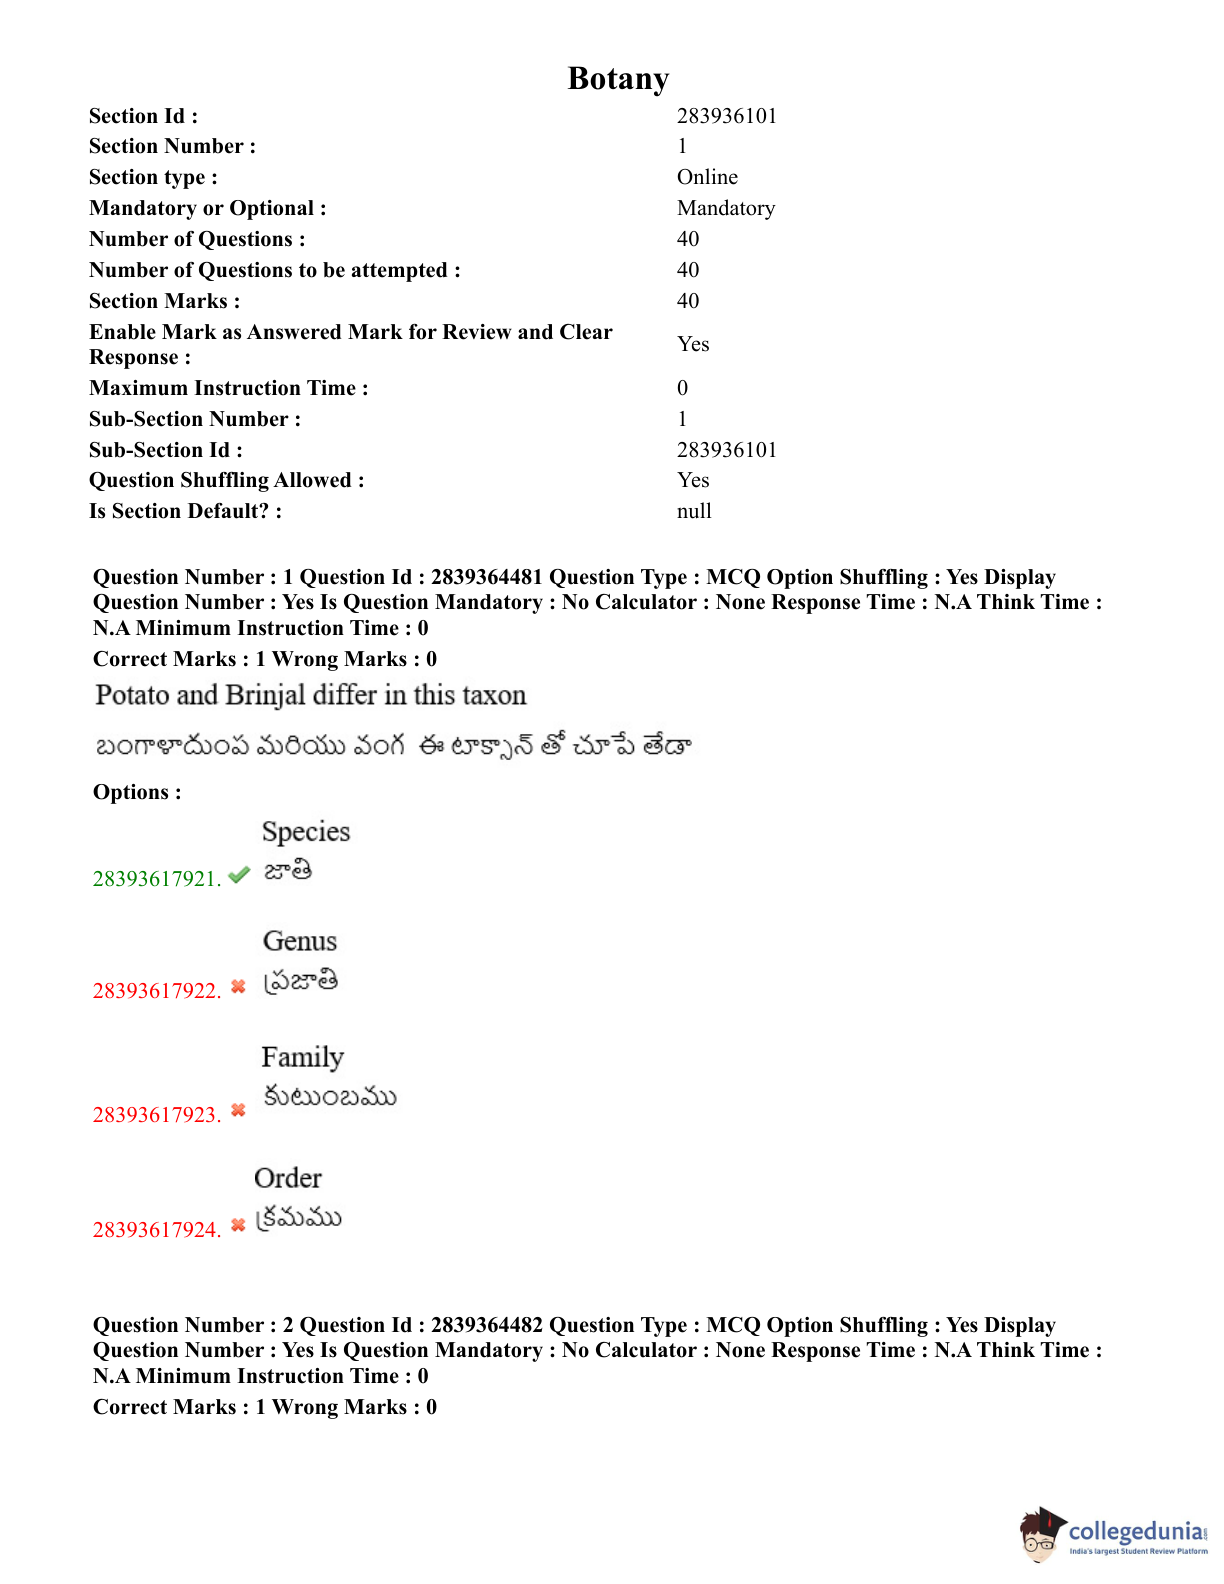 Botany
Section Id : 283936101
Section Number : 1
Section type : Online
Mandatory or Optional : Mandatory
Number of Questions : 40
Number of Questions to be attempted : 40
Section Marks : 40
Enable Mark as Answered Mark for Review and Clear
Response : Yes
Maximum Instruction Time : 0
Sub-Section Number : 1
Sub-Section Id : 283936101
Question Shuffling Allowed : Yes
Is Section Default? : null
Question Number : 1 Question Id : 2839364481 Question Type : MCQ Option Shuffling : Yes Display
Question Number : Yes Is Question Mandatory : No Calculator : None Response Time : N.A Think Time :
N.A Minimum Instruction Time : 0
Correct Marks : 1 Wrong Marks : 0
Potato and Brinjal differ in this taxon
బంగాళాదుంప మరియు వంగ ఈ టాక్సాన్ తో చూపే తేడా
Options :
Species
28393617921. జాతి
Genus
28393617922. ప్రజాతి
Family
28393617923. కుటుంబము
Order
28393617924. క్రమము
Question Number : 2 Question Id : 2839364482 Question Type : MCQ Option Shuffling : Yes Display
Question Number : Yes Is Question Mandatory : No Calculator : None Response Time : N.A Think Time :
N.A Minimum Instruction Time : 0
Correct Marks : 1 Wrong Marks : 0
collegedunia.com
India's largest Student Review Platform